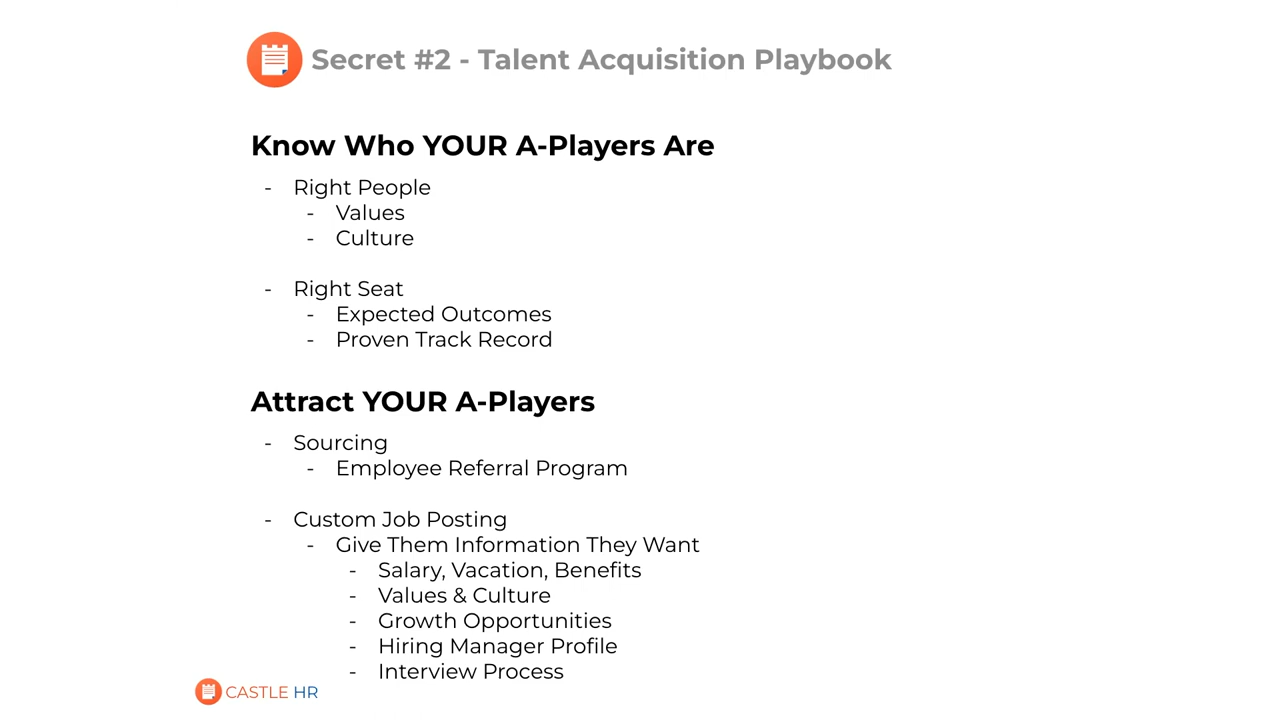 Secret #2 - Talent Acquisition Playbook
Know Who YOUR A-Players Are
- Right People
- Values
- Culture
- Right Seat
- Expected Outcomes
- Proven Track Record
Attract YOUR A-Players
- Sourcing
- Employee Referral Program
- Custom Job Posting
- Give Them Information They Want
- Salary, Vacation, Benefits
- Values & Culture
- Growth Opportunities
- Hiring Manager Profile
- Interview Process
CASTLE HR